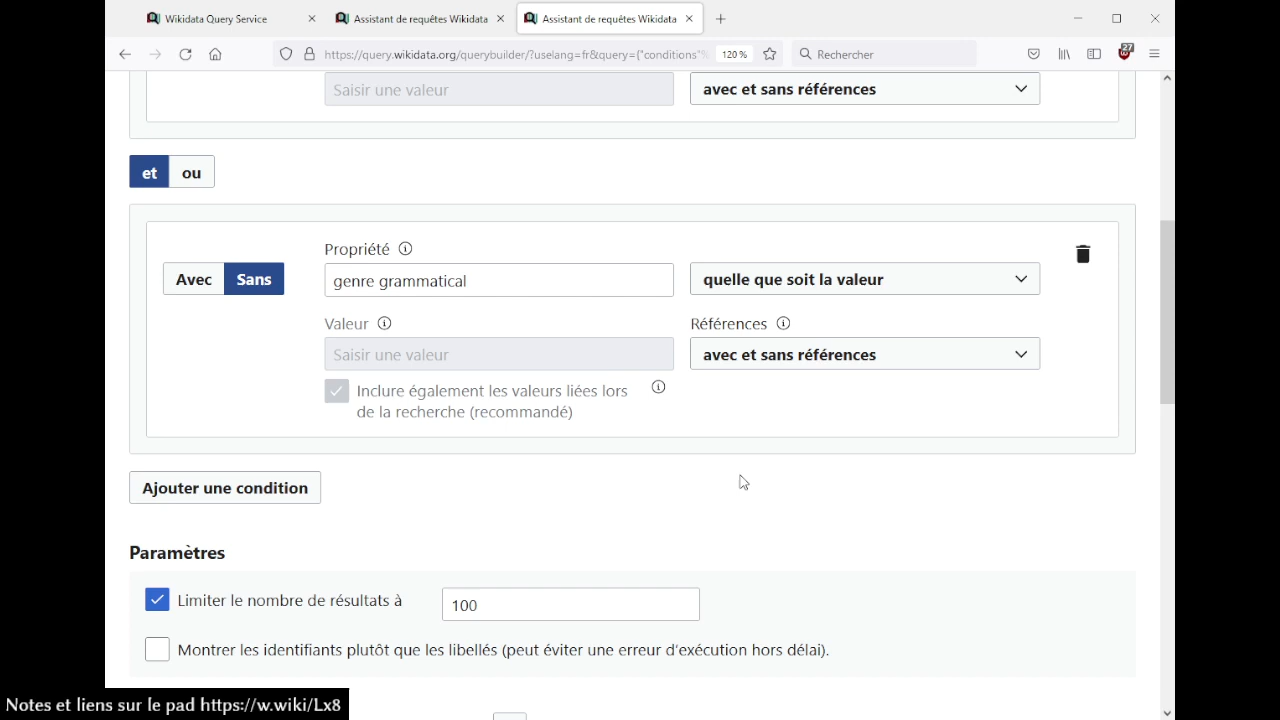 Wikidata Query Service
Assistant de requêtes Wikidata
Assistant de requêtes Wikidata
https://query.wikidata.org/querybuilder/?uselang=fr&query={"conditions"%
120 %
Rechercher
27
Saisir une valeur
avec et sans références
et
ou
Propriété
Avec
Sans
genre grammatical
quelle que soit la valeur
Valeur
Références
Saisir une valeur
avec et sans références
Inclure également les valeurs liées lors
de la recherche (recommandé)
Ajouter une condition
Paramètres
Limiter le nombre de résultats à
100
Montrer les identifiants plutôt que les libellés (peut éviter une erreur d'exécution hors délai).
Notes et liens sur le pad https://w.wiki/Lx8